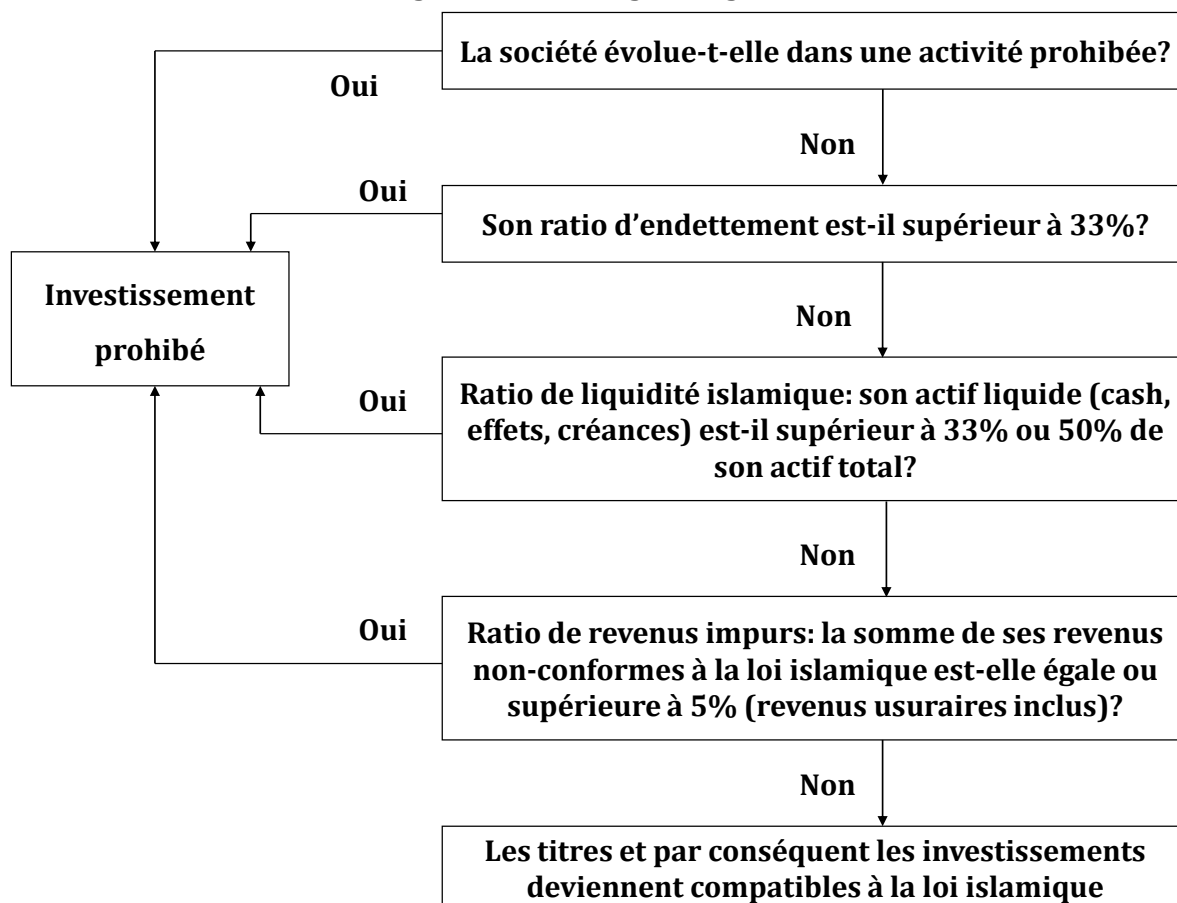 La société évolue-t-elle dans une activité prohibée?
Oui
Non
Oui
Son ratio d’endettement est-il supérieur à 33%?
Investissement
prohibé
Non
Oui
Ratio de liquidité islamique: son actif liquide (cash,
effets, créances) est-il supérieur à 33% ou 50% de
son actif total?
Non
Oui
Ratio de revenus impurs: la somme de ses revenus
non-conformes à la loi islamique est-elle égale ou
supérieure à 5% (revenus usuraires inclus)?
Non
Les titres et par conséquent les investissements
deviennent compatibles à la loi islamique